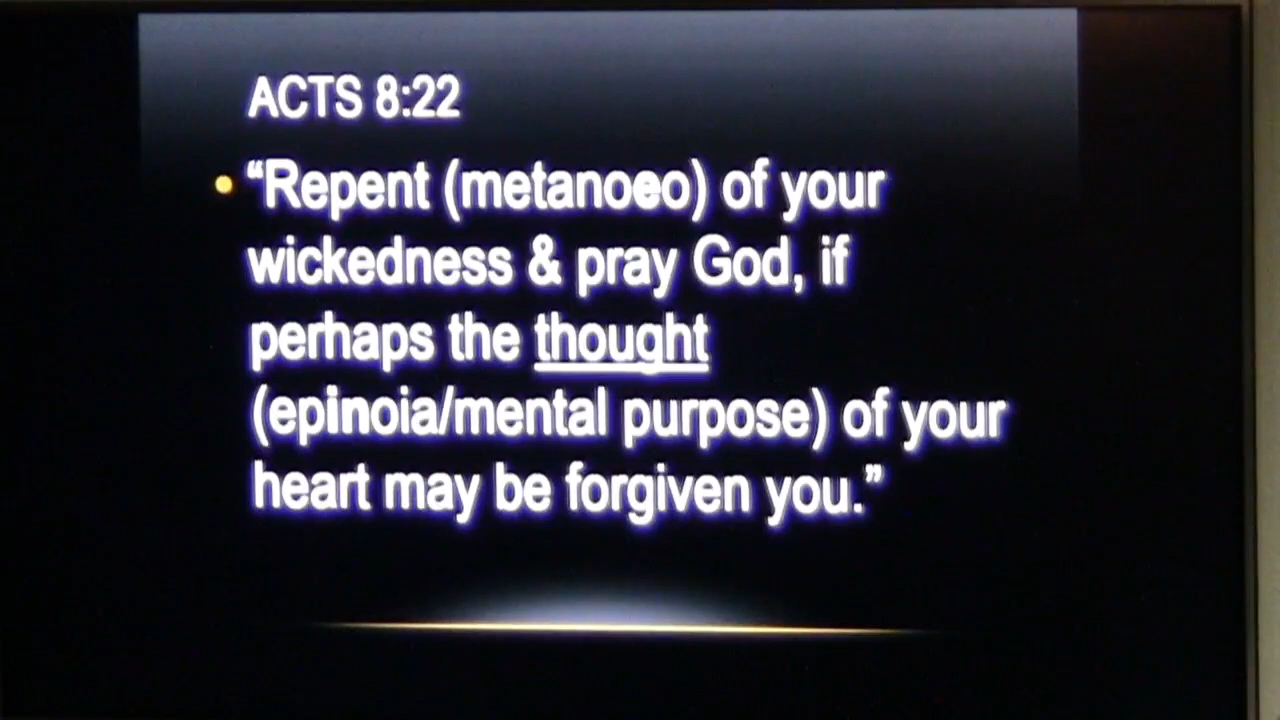 ACTS 8:22
• “Repent (metanoeo) of your
wickedness & pray God, if
perhaps the thought
(epinoia/mental purpose) of your
heart may be forgiven you.”